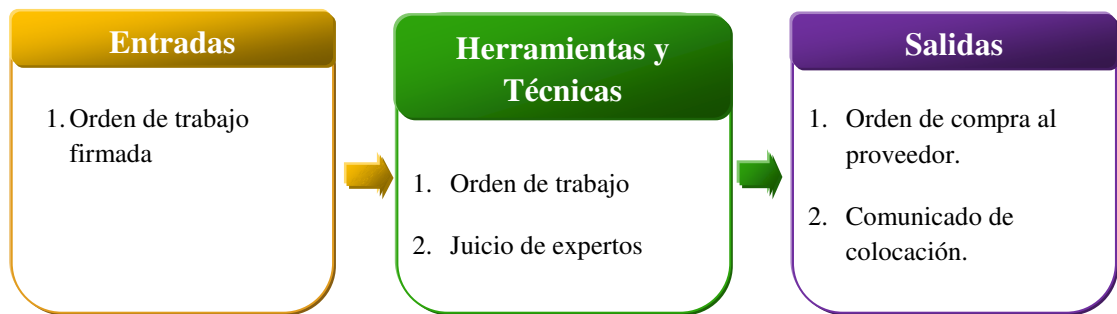 Entradas
1. Orden de trabajo
firmada
Herramientas y
Técnicas
1. Orden de trabajo
2. Juicio de expertos
Salidas
1. Orden de compra al
proveedor.
2. Comunicado de
colocación.